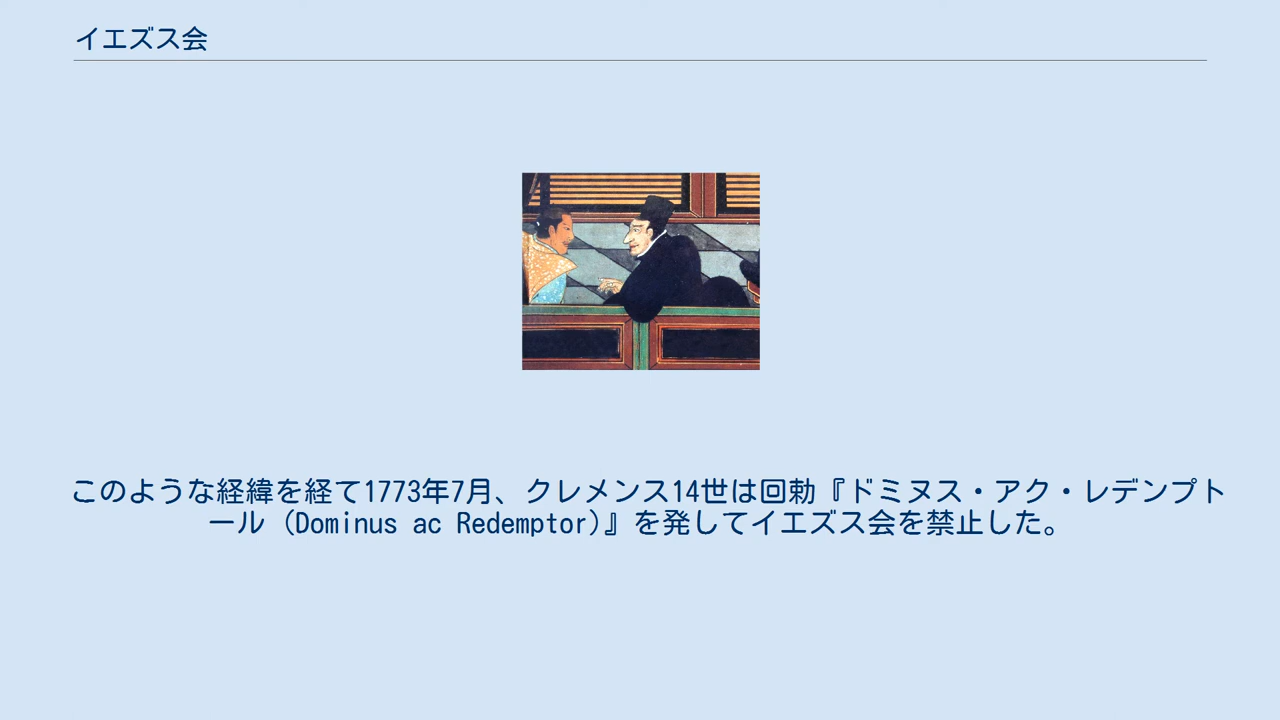 イエズス会
このような経緯を経て1773年7月、クレメンス14世は回勅『ドミヌス・アク・レデンプト
ール (Dominus ac Redemptor)』を発してイエズス会を禁止した。